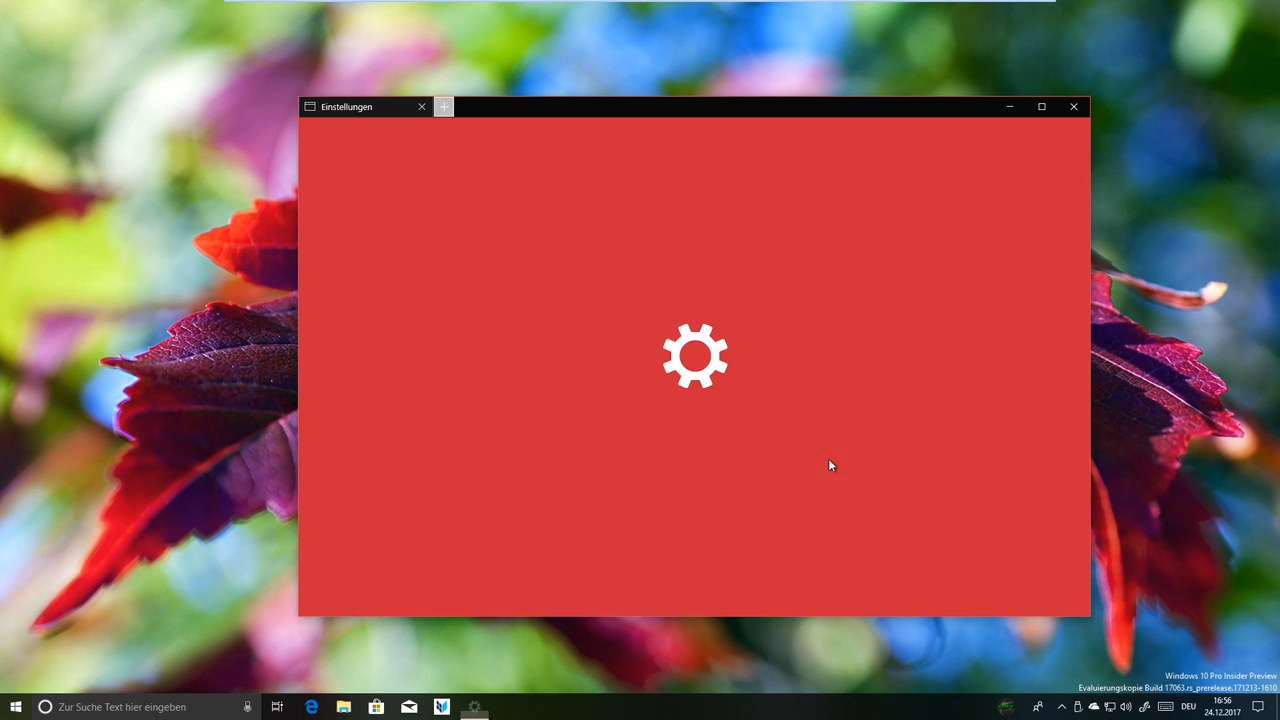 Einstellungen
Windows 10 Pro Insider Preview
Evaluierungskopie Build 17063.rs_prerelease.171213-1610
Zur Suche Text hier eingeben
DEU
16:56
24.12.2017